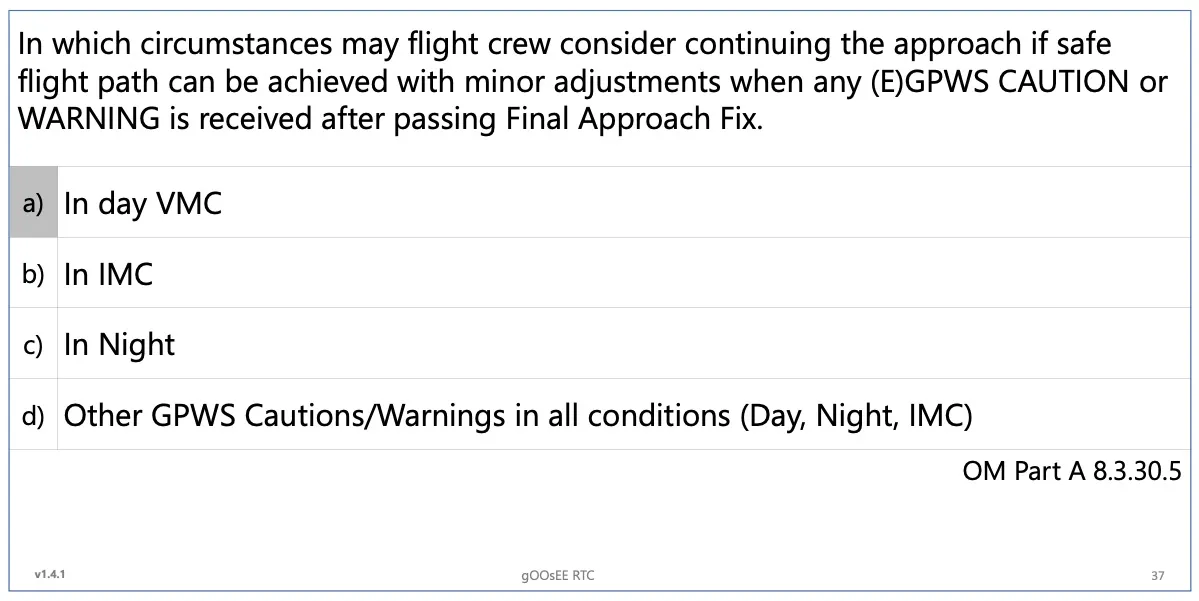 In which circumstances may flight crew consider continuing the approach if safe
flight path can be achieved with minor adjustments when any (E)GPWS CAUTION or
WARNING is received after passing Final Approach Fix.
a) In day VMC
b) In IMC
c) In Night
d) Other GPWS Cautions/Warnings in all conditions (Day, Night, IMC)
OM Part A 8.3.30.5
v1.4.1 gOOsEE RTC 37